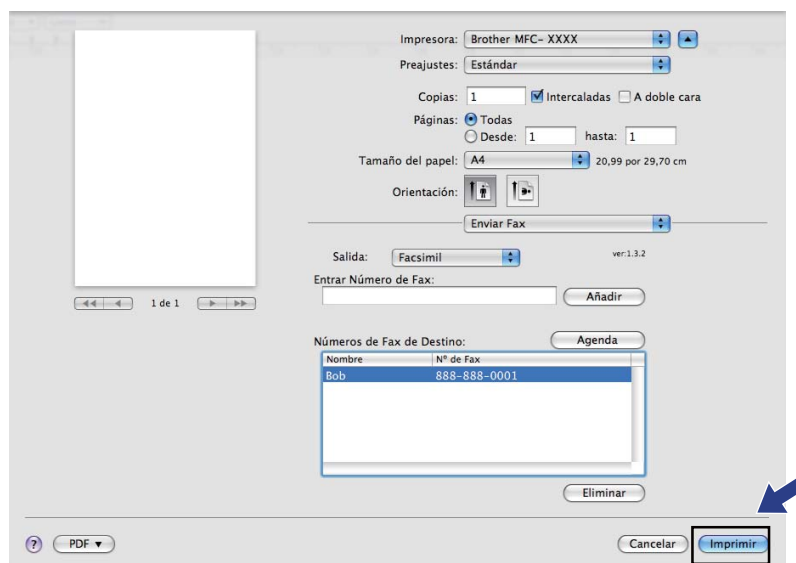 Impresora: Brother MFC- XXXX
Preajustes: Estándar
Copias: 1 Intercaladas A doble cara
Páginas: Todas
Desde: 1 hasta: 1
Tamaño del papel: A4 20,99 por 29,70 cm
Orientación:
Enviar Fax
Salida: Facsimil ver:1.3.2
Entrar Número de Fax:
Añadir
1 de 1
Números de Fax de Destino: Agenda
Nombre Nº de Fax
Bob 888-888-0001
Eliminar
? PDF Cancelar Imprimir